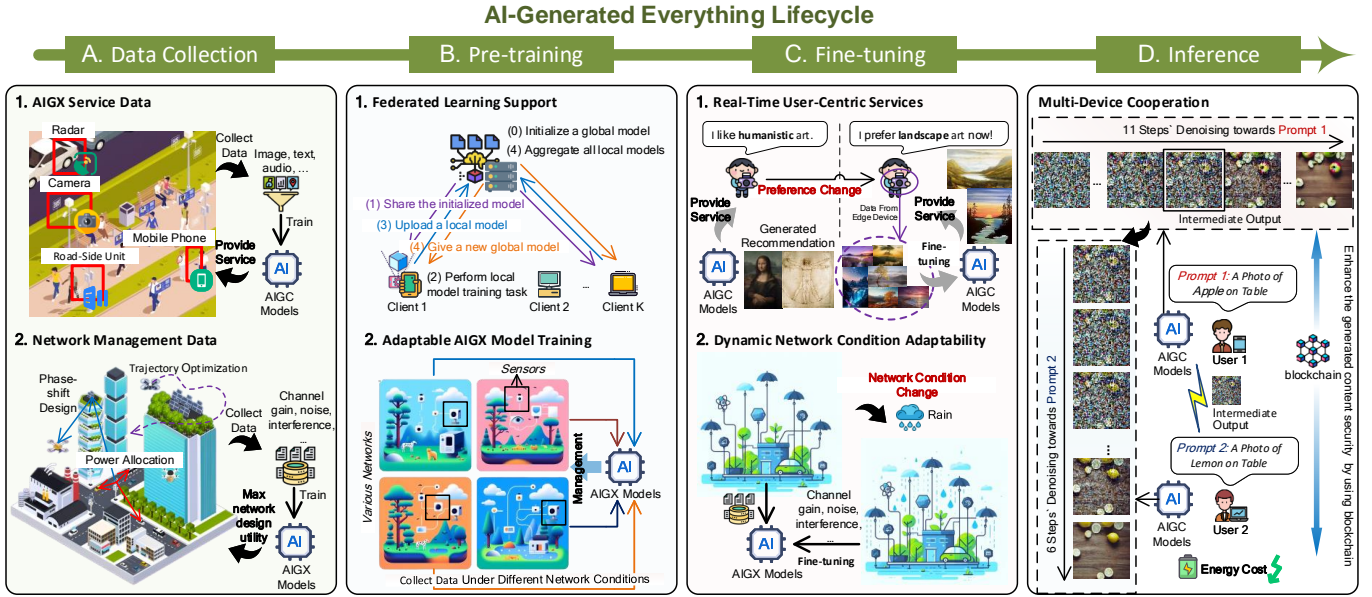 AI-Generated Everything Lifecycle
A. Data Collection
B. Pre-training
C. Fine-tuning
D. Inference
1. AIGX Service Data
Radar
Camera
Mobile Phone
Road-Side Unit
Collect
Data
Image, text,
audio, ...
Train
Provide
Service
AI
AIGC
Models
2. Network Management Data
Trajectory Optimization
Phase-
shift
Design
Power Allocation
Collect
Data
Channel
gain, noise,
interference,
...
Train
Max
network
design
utility
AI
AIGX
Models
1. Federated Learning Support
(0) Initialize a global model
(4) Aggregate all local models
(1) Share the initialized model
(3) Upload a local model
(4) Give a new global model
(2) Perform local
model training task
Client 1
Client 2
...
Client K
2. Adaptable AIGX Model Training
Sensors
Various Networks
Management
AI
AIGX Models
Collect Data Under Different Network Conditions
1. Real-Time User-Centric Services
I like humanistic art.
I prefer landscape art now!
Preference Change
Provide
Service
Data From
Edge Device
Provide
Service
Generated
Recommendation
Fine-
tuning
AI
AIGC
Models
AI
AIGC
Models
2. Dynamic Network Condition Adaptability
Network Condition
Change
Rain
Channel
gain, noise,
interference,
...
AI
AIGX Models
Fine-tuning
Multi-Device Cooperation
11 Steps` Denoising towards Prompt 1
...
...
Intermediate Output
6 Steps` Denoising towards Prompt 2
...
Prompt 1: A Photo of
Apple on Table
AI
AIGC
Models
User 1
Intermediate
Output
Prompt 2: A Photo of
Lemon on Table
AI
AIGC
Models
User 2
Energy Cost
blockchain
Enhance the generated content security by using blockchain